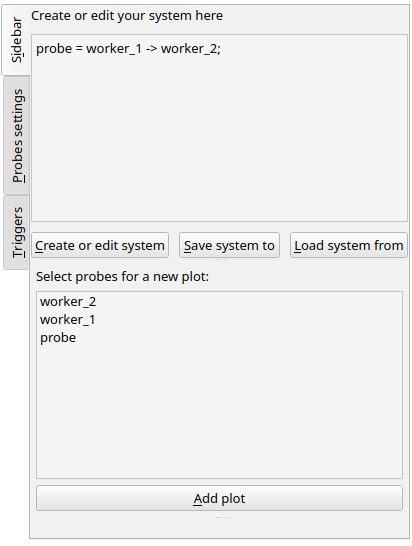 Sidebar
Probes settings
Triggers
Create or edit your system here
probe = worker_1 -> worker_2;
Create or edit system
Save system to
Load system from
Select probes for a new plot:
worker_2
worker_1
probe
Add plot